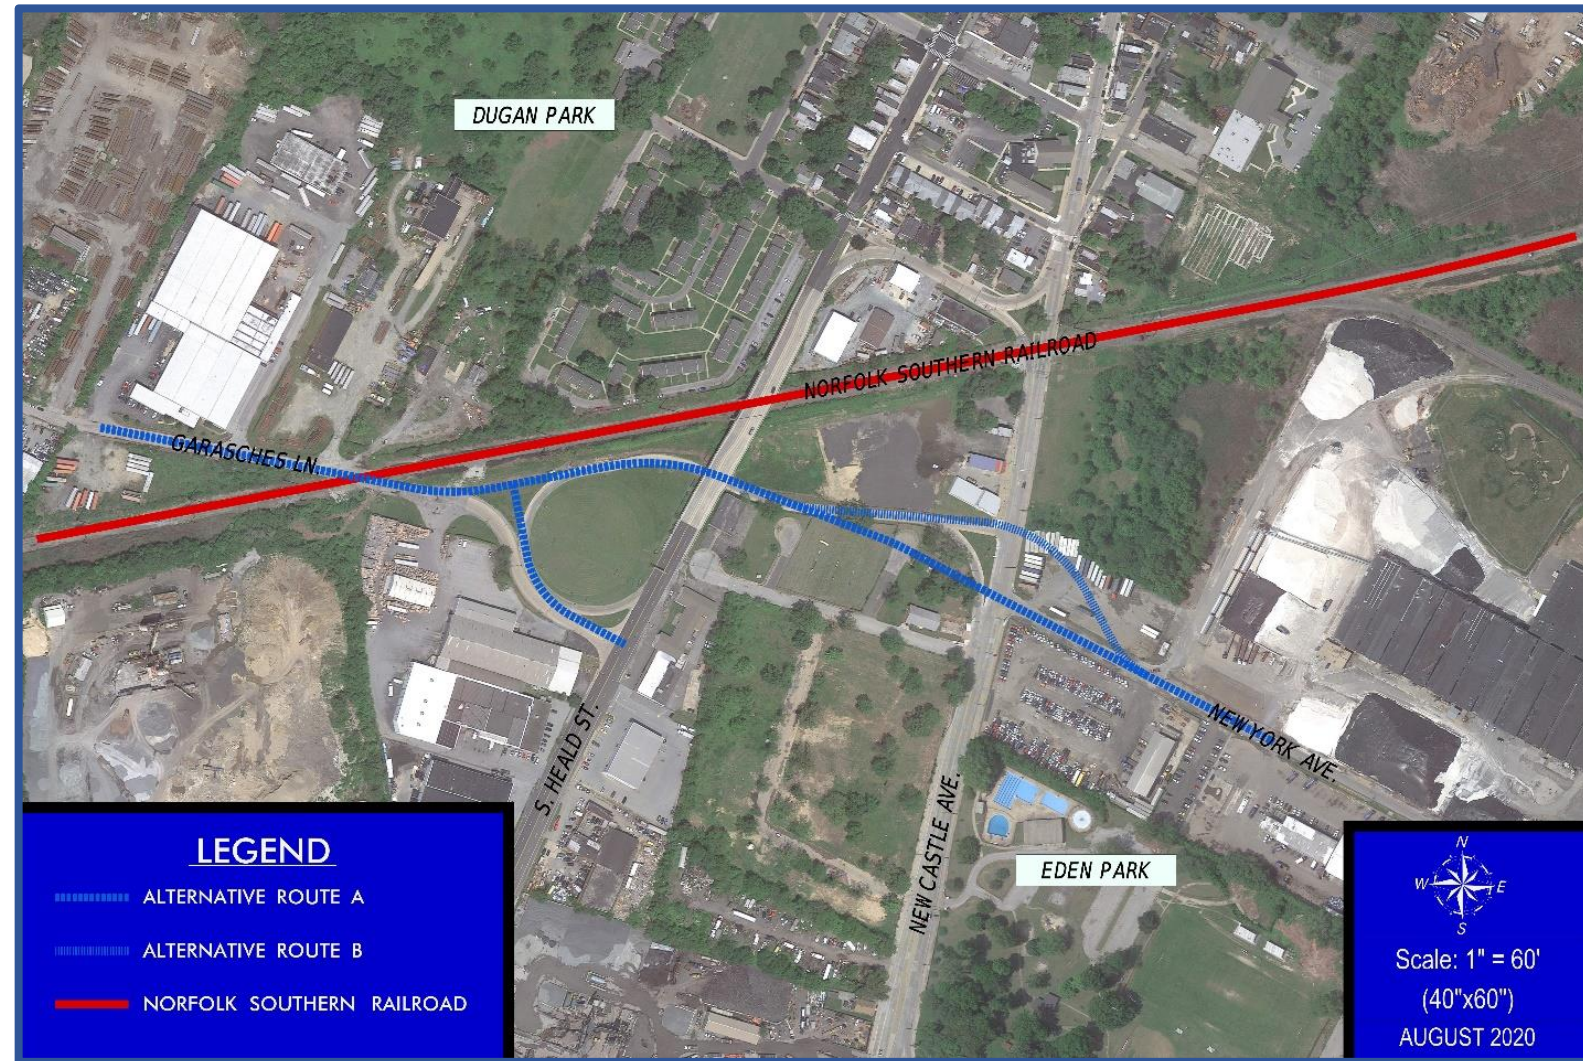 DUGAN PARK
NORFOLK SOUTHERN RAILROAD
GARASCHES LN.
S. HEALD ST.
NEW CASTLE AVE.
NEW YORK AVE.
EDEN PARK
LEGEND
ALTERNATIVE ROUTE A
ALTERNATIVE ROUTE B
NORFOLK SOUTHERN RAILROAD
N
W
E
S
Scale: 1" = 60'
(40"x60")
AUGUST 2020